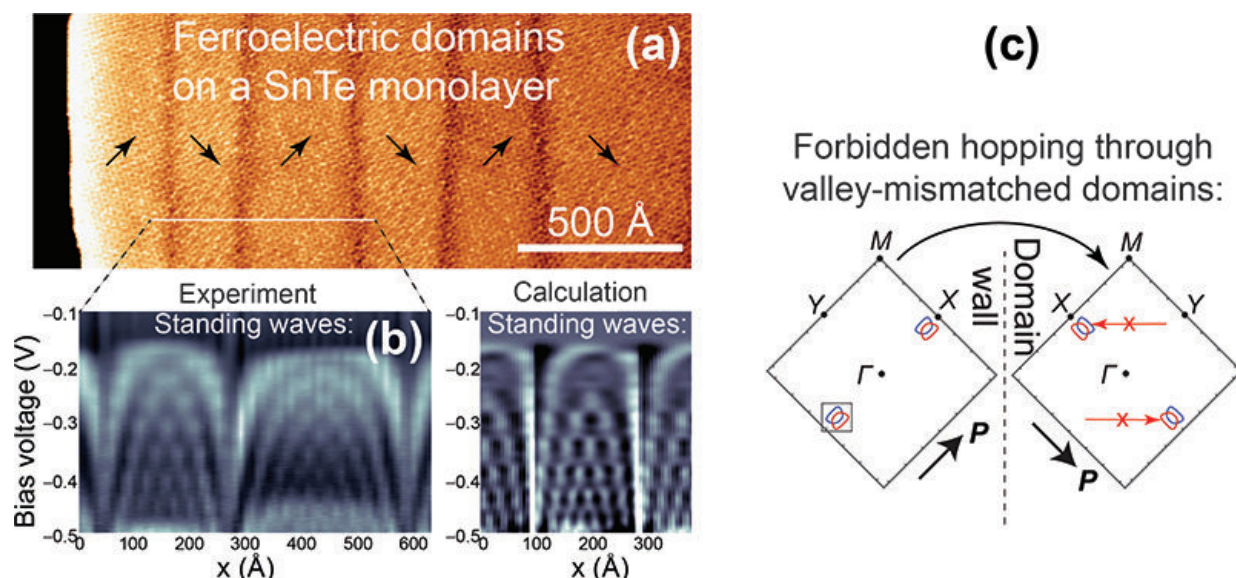 Ferroelectric domains
on a SnTe monolayer
(a)
500 Å
Experiment
Standing waves:
(b)
Bias voltage (V)
−0.1
−0.2
−0.3
−0.4
−0.5
0 100 200 300 400 500 600
x (Å)
Calculation
Standing waves:
−0.1
−0.2
−0.3
−0.4
−0.5
0 100 200 300
x (Å)
(c)
Forbidden hopping through
valley-mismatched domains:
M
Y
X
Γ
P
Domain
wall
M
X
Y
Γ
x
x
P